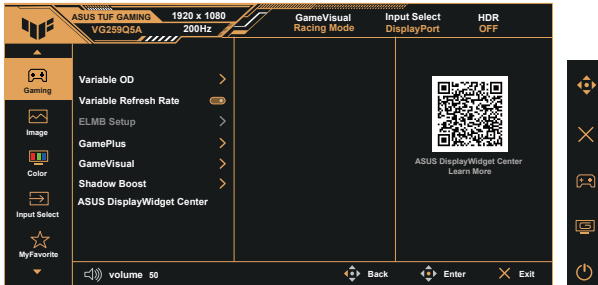 ASUS TUF GAMING
1920 x 1080
VG259Q5A
200Hz
GameVisual
Racing Mode
Input Select
DisplayPort
HDR
OFF
Gaming
Image
Color
Input Select
MyFavorite
Variable OD
Variable Refresh Rate
ELMB Setup
GamePlus
GameVisual
Shadow Boost
ASUS DisplayWidget Center
ASUS DisplayWidget Center
Learn More
volume 50
Back
Enter
Exit